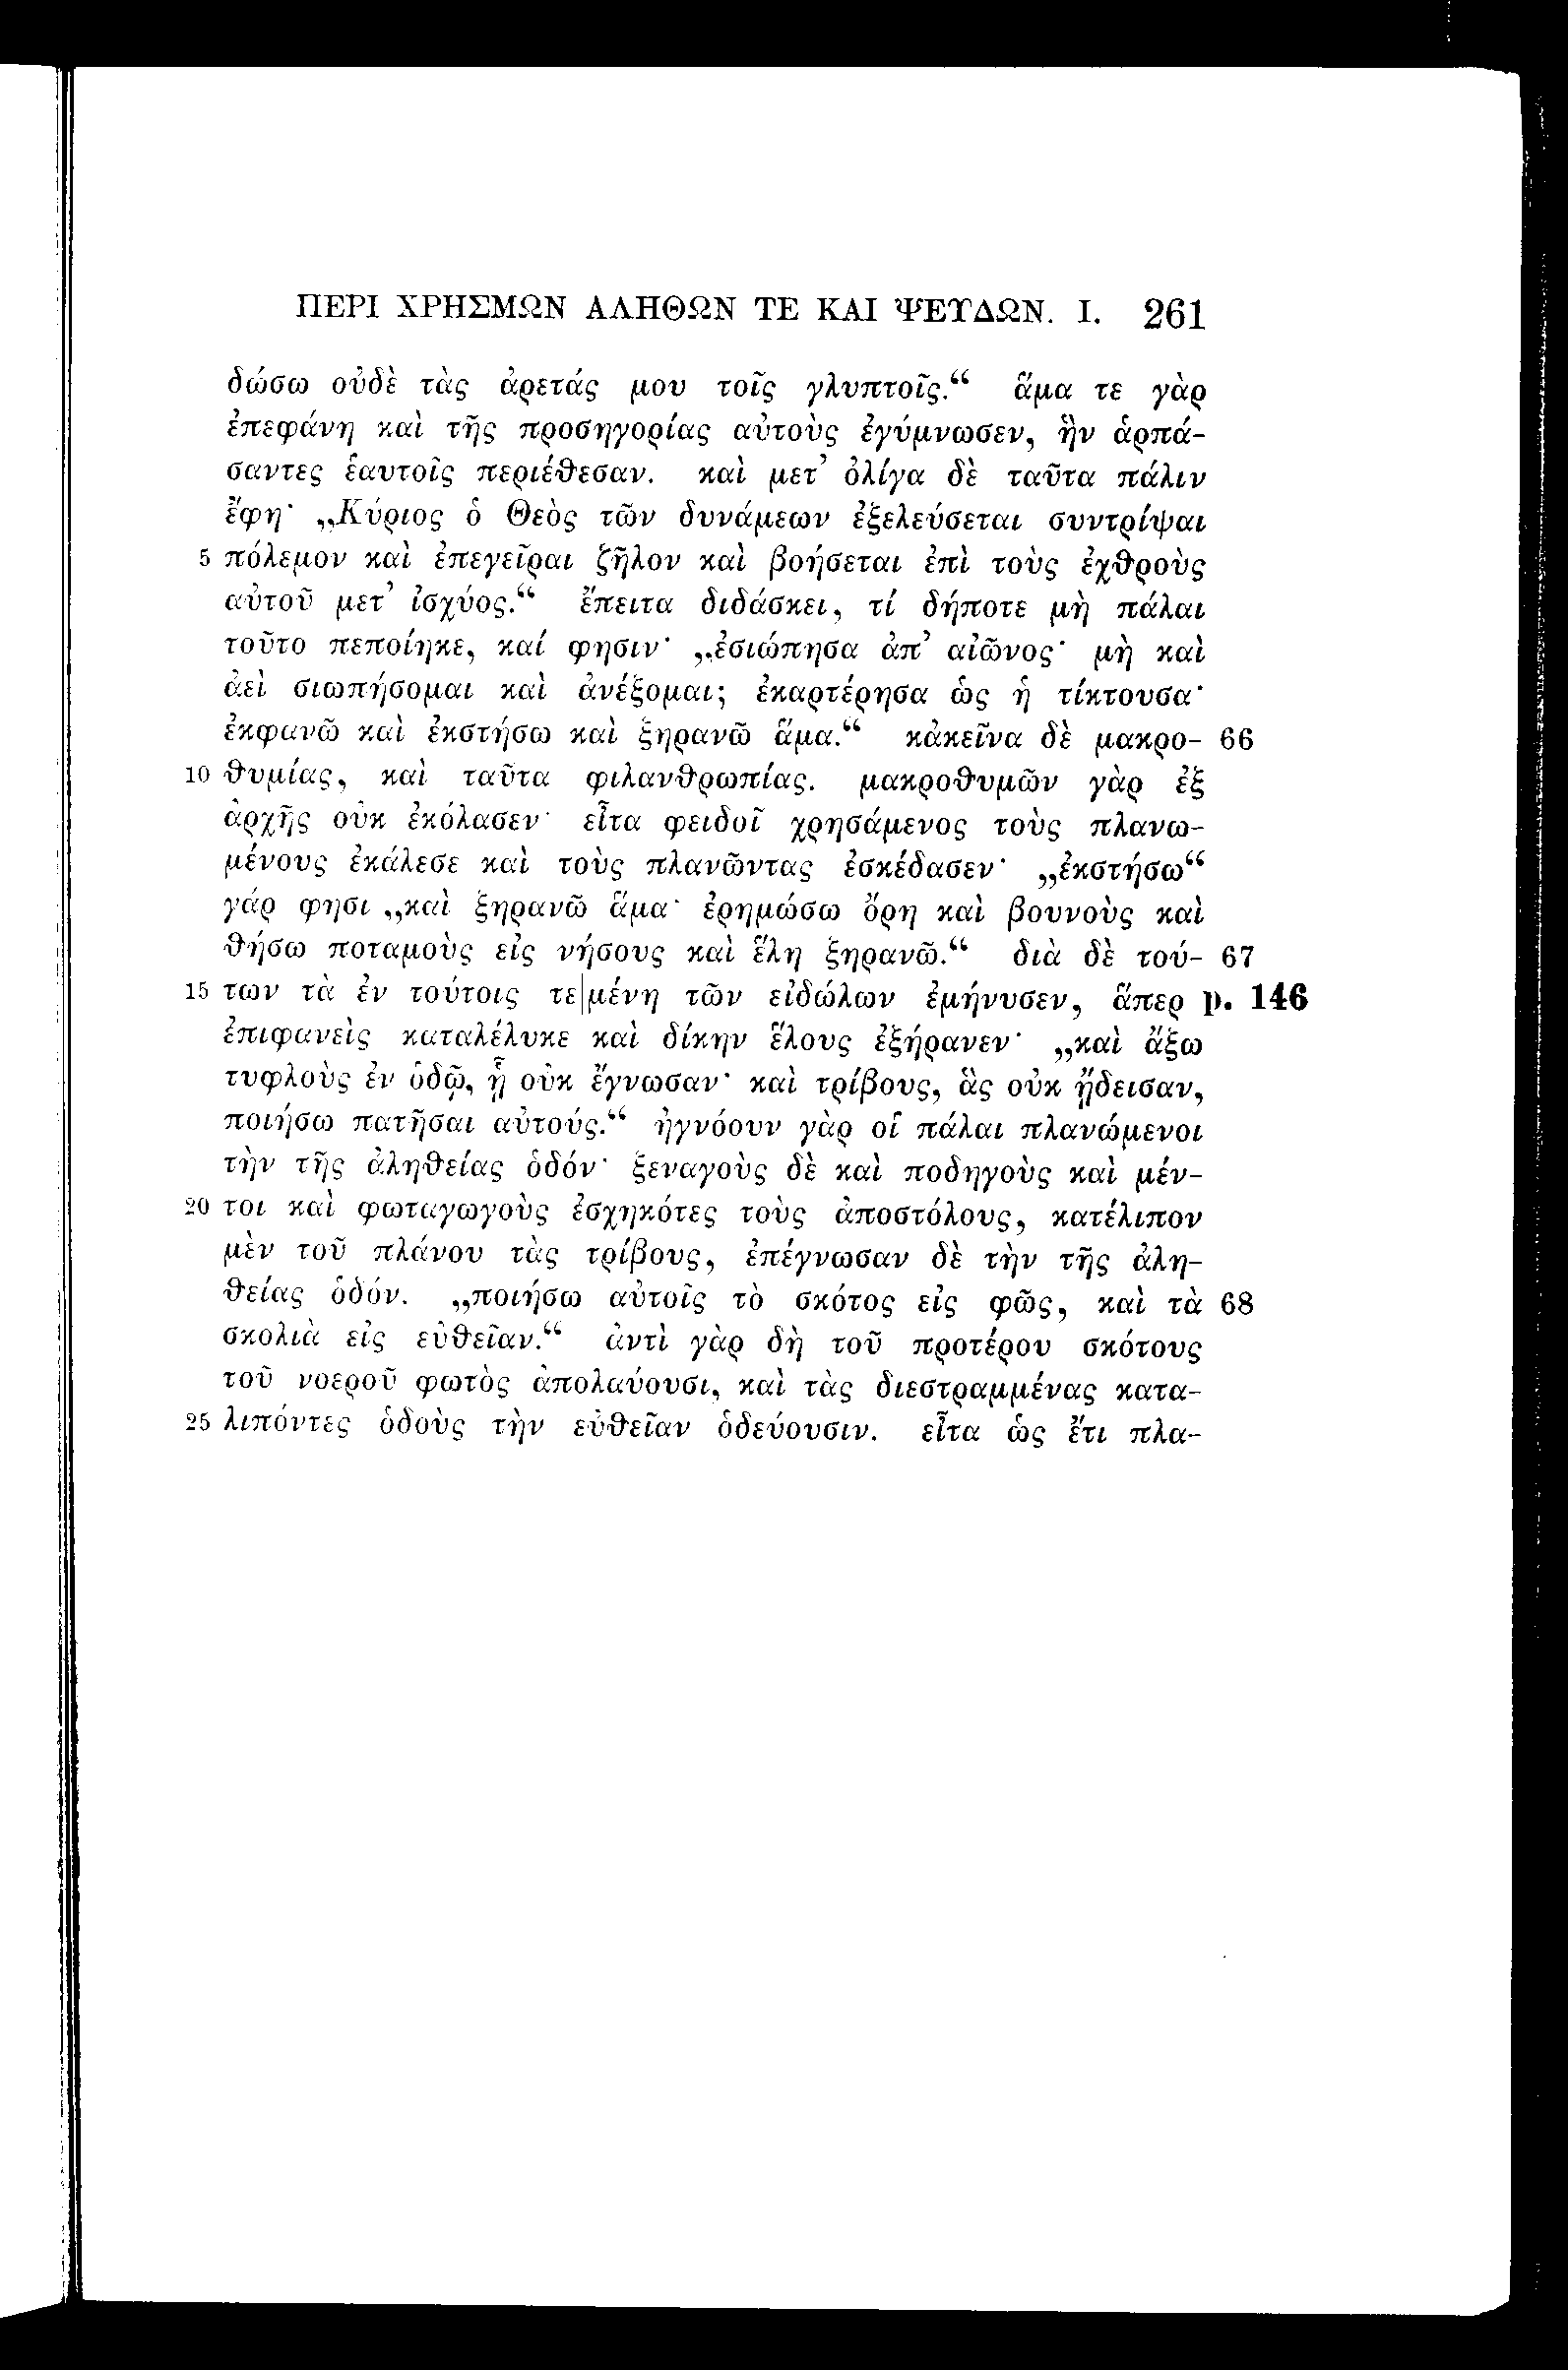 ΠΕΡΙ ΧΡΗΣΜΩΝ ΑΛΗΘΩΝ ΤΕ ΚΑΙ ΨΕΥΔΩΝ. Ι. 261
δώσω οὐδὲ τὰς ἀρετάς μου τοῖς γλυπτοῖς.“ ἅμα τε γὰρ
ἐπεφάνη καὶ τῆς προσηγορίας αὐτοὺς ἐγύμνωσεν, ἣν ἁρπά-
σαντες ἑαυτοῖς περιέθεσαν. καὶ μετ’ ὀλίγα δὲ ταῦτα πάλιν
ἔφη· „Κύριος ὁ Θεὸς τῶν δυνάμεων ἐξελεύσεται συντρίψαι
5 πόλεμον καὶ ἐπεγεῖραι ζῆλον καὶ βοήσεται ἐπὶ τοὺς ἐχθροὺς
αὐτοῦ μετ’ ἰσχύος.“ ἔπειτα διδάσκει, τί δήποτε μὴ πάλαι
τοῦτο πεποίηκε, καί φησιν· „ἐσιώπησα ἀπ’ αἰῶνος· μὴ καὶ
ἀεὶ σιωπήσομαι καὶ ἀνέξομαι; ἐκαρτέρησα ὡς ἡ τίκτουσα·
ἐκφανῶ καὶ ἐκστήσω καὶ ξηρανῶ ἅμα.“ κἀκεῖνα δὲ μακρο- 66
10 θυμίας, καὶ ταῦτα φιλανθρωπίας. μακροθυμῶν γὰρ ἐξ
ἀρχῆς οὐκ ἐκόλασεν· εἶτα φειδοῖ χρησάμενος τοὺς πλανω-
μένους ἐκάλεσε καὶ τοὺς πλανῶντας ἐσκέδασεν· „ἐκστήσω“
γάρ φησι „καὶ ξηρανῶ ἅμα· ἐρημώσω ὄρη καὶ βουνοὺς καὶ
θήσω ποταμοὺς εἰς νήσους καὶ ἕλη ξηρανῶ.“ διὰ δὲ τού- 67
15 των τὰ ἐν τούτοις τε|μένη τῶν εἰδώλων ἐμήνυσεν, ἅπερ p. 146
ἐπιφανεὶς καταλέλυκε καὶ δίκην ἕλους ἐξήρανεν· „καὶ ἄξω
τυφλοὺς ἐν ὁδῷ, ᾗ οὐκ ἔγνωσαν· καὶ τρίβους, ἃς οὐκ ᾔδεισαν,
ποιήσω πατῆσαι αὐτούς.“ ἠγνόουν γὰρ οἱ πάλαι πλανώμενοι
τὴν τῆς ἀληθείας ὁδόν· ξεναγοὺς δὲ καὶ ποδηγοὺς καὶ μέν-
20 τοι καὶ φωταγωγοὺς ἐσχηκότες τοὺς ἀποστόλους, κατέλιπον
μὲν τοῦ πλάνου τὰς τρίβους, ἐπέγνωσαν δὲ τὴν τῆς ἀλη-
θείας ὁδόν. „ποιήσω αὐτοῖς τὸ σκότος εἰς φῶς, καὶ τὰ 68
σκολιὰ εἰς εὐθεῖαν.“ ἀντὶ γὰρ δὴ τοῦ προτέρου σκότους
τοῦ νοεροῦ φωτὸς ἀπολαύουσι, καὶ τὰς διεστραμμένας κατα-
25 λιπόντες ὁδοὺς τὴν εὐθεῖαν ὁδεύουσιν. εἶτα ὡς ἔτι πλα-